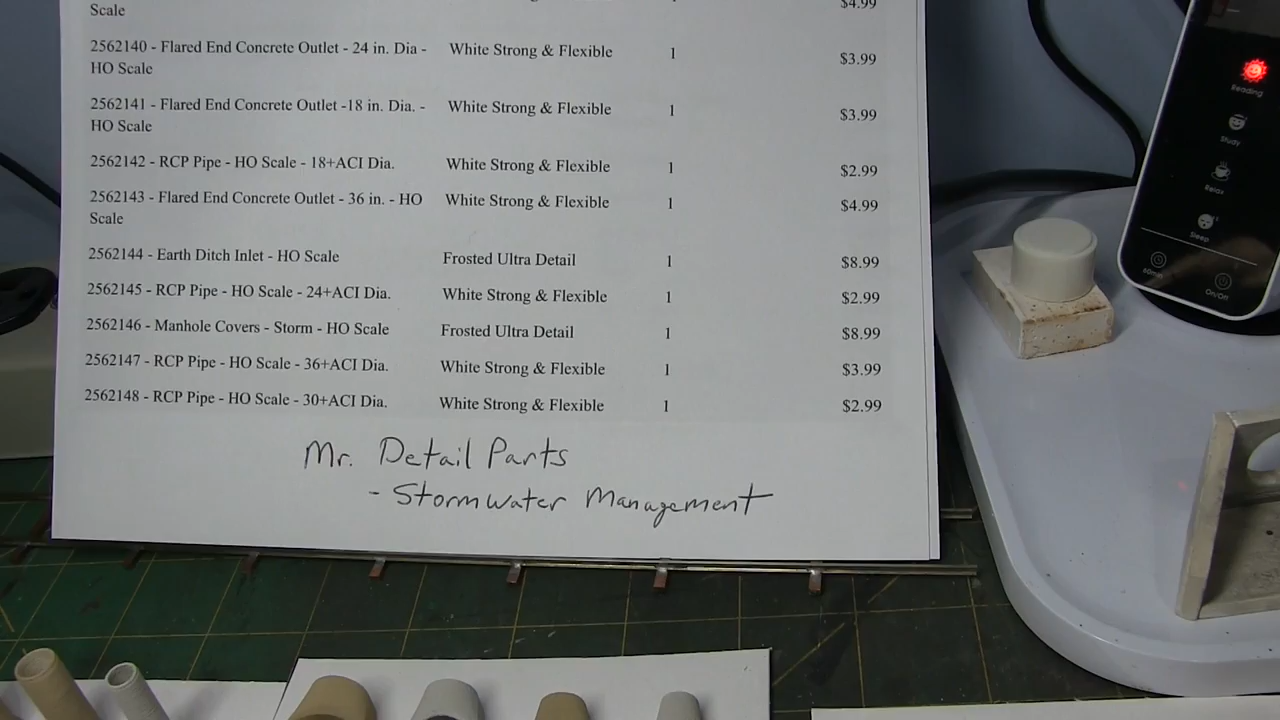 Scale
$4.99
2562140 - Flared End Concrete Outlet - 24 in. Dia - White Strong & Flexible 1 $3.99
HO Scale
2562141 - Flared End Concrete Outlet -18 in. Dia. - White Strong & Flexible 1 $3.99
HO Scale
2562142 - RCP Pipe - HO Scale - 18+ACI Dia. White Strong & Flexible 1 $2.99
2562143 - Flared End Concrete Outlet - 36 in. - HO White Strong & Flexible 1 $4.99
Scale
2562144 - Earth Ditch Inlet - HO Scale Frosted Ultra Detail 1 $8.99
2562145 - RCP Pipe - HO Scale - 24+ACI Dia. White Strong & Flexible 1 $2.99
2562146 - Manhole Covers - Storm - HO Scale Frosted Ultra Detail 1 $8.99
2562147 - RCP Pipe - HO Scale - 36+ACI Dia. White Strong & Flexible 1 $3.99
2562148 - RCP Pipe - HO Scale - 30+ACI Dia. White Strong & Flexible 1 $2.99
Mr. Detail Parts
- Stormwater Management
Reading
Study
Relax
Sleep
60min On/Off